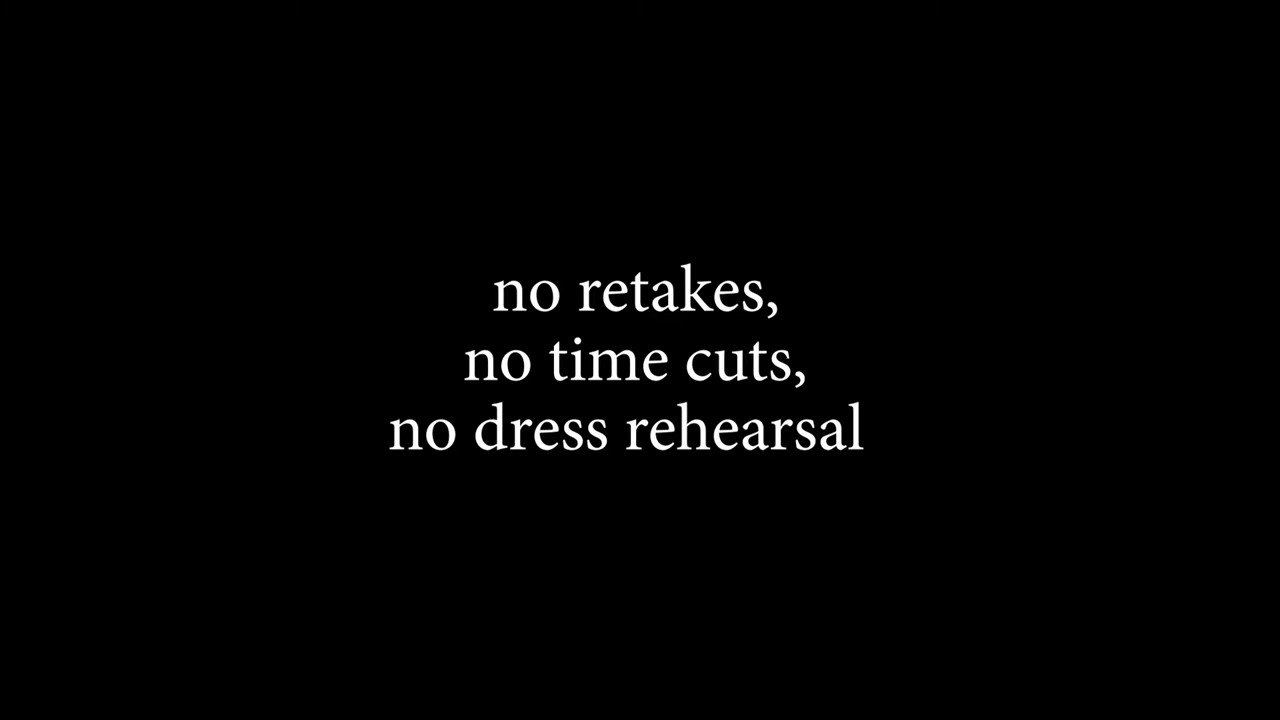 no retakes,
no time cuts,
no dress rehearsal